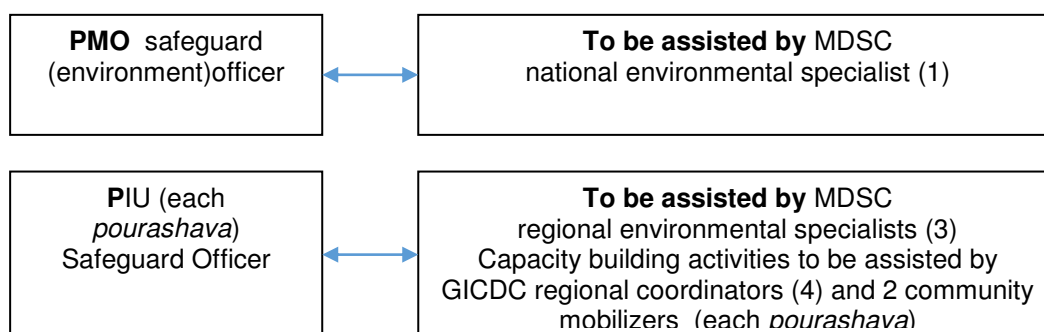 PMO safeguard
(environment)officer
To be assisted by MDSC
national environmental specialist (1)
PIU (each
pourashava)
Safeguard Officer
To be assisted by MDSC
regional environmental specialists (3)
Capacity building activities to be assisted by
GICDC regional coordinators (4) and 2 community
mobilizers (each pourashava)